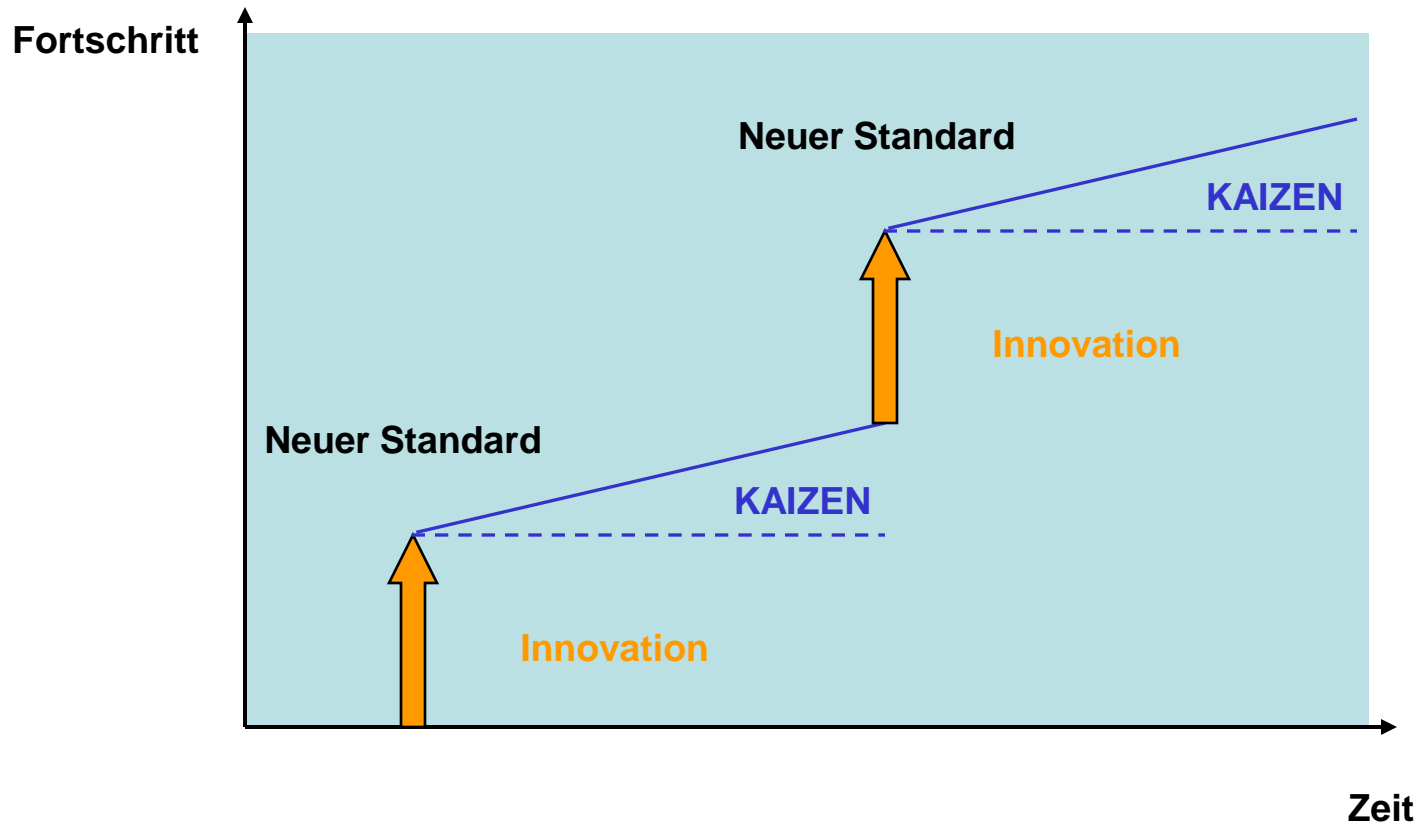 Fortschritt
Neuer Standard
KAIZEN
Innovation
Neuer Standard
KAIZEN
Innovation
Zeit